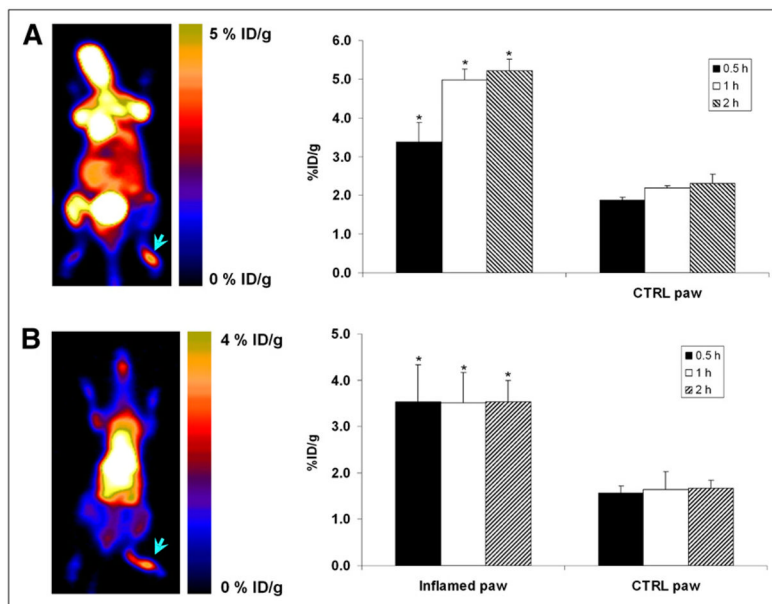 A
5 % ID/g
0 % ID/g
%ID/g
6.0
5.0
4.0
3.0
2.0
1.0
0.0
* * *
0.5 h
1 h
2 h
CTRL paw
B
4 % ID/g
0 % ID/g
%ID/g
5.0
4.0
3.0
2.0
1.0
0.0
* * *
0.5 h
1 h
2 h
Inflamed paw
CTRL paw